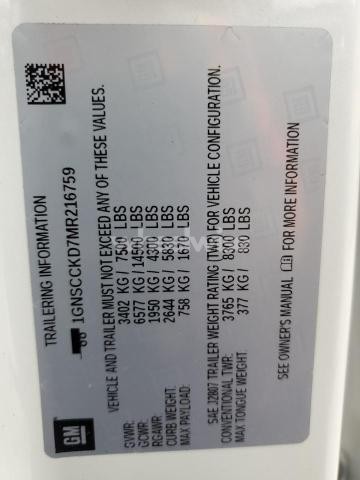 TRAILERING INFORMATION
1GNSCCKD7MR216759
VEHICLE AND TRAILER MUST NOT EXCEED ANY OF THESE VALUES.
GVWR: 3402 KG / 7500 LBS
GCWR: 6577 KG / 14500 LBS
RGAWR: 1950 KG / 4300 LBS
CURB WEIGHT: 2644 KG / 5830 LBS
MAX PAYLOAD: 758 KG / 1670 LBS
SAE J2807 TRAILER WEIGHT RATING (TWR) FOR VEHICLE CONFIGURATION.
CONVENTIONAL TWR: 3765 KG / 8300 LBS
MAX TONGUE WEIGHT: 377 KG / 830 LBS
SEE OWNER'S MANUAL FOR MORE INFORMATION
GM